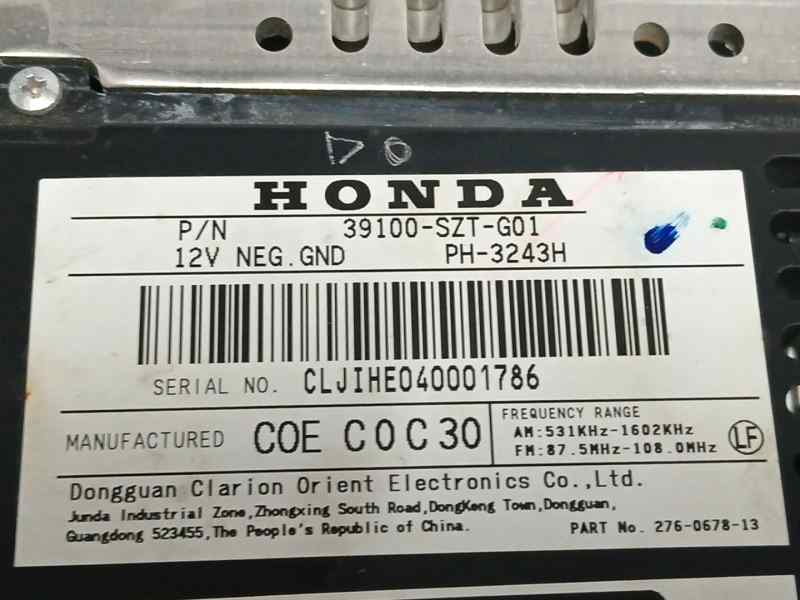 HONDA
P/N 39100-SZT-G01
12V NEG.GND PH-3243H
SERIAL NO. CLJIHE040001786
MANUFACTURED COE C0C30
FREQUENCY RANGE
AM:531KHz-1602KHz
FM:87.5MHz-108.0MHz
LF
Dongguan Clarion Orient Electronics Co.,Ltd.
Junda Industrial Zone,Zhongxing South Road,DongKeng Town,Dongguan,
Guangdong 523455,The People's Republic of China.
PART No. 276-0678-13